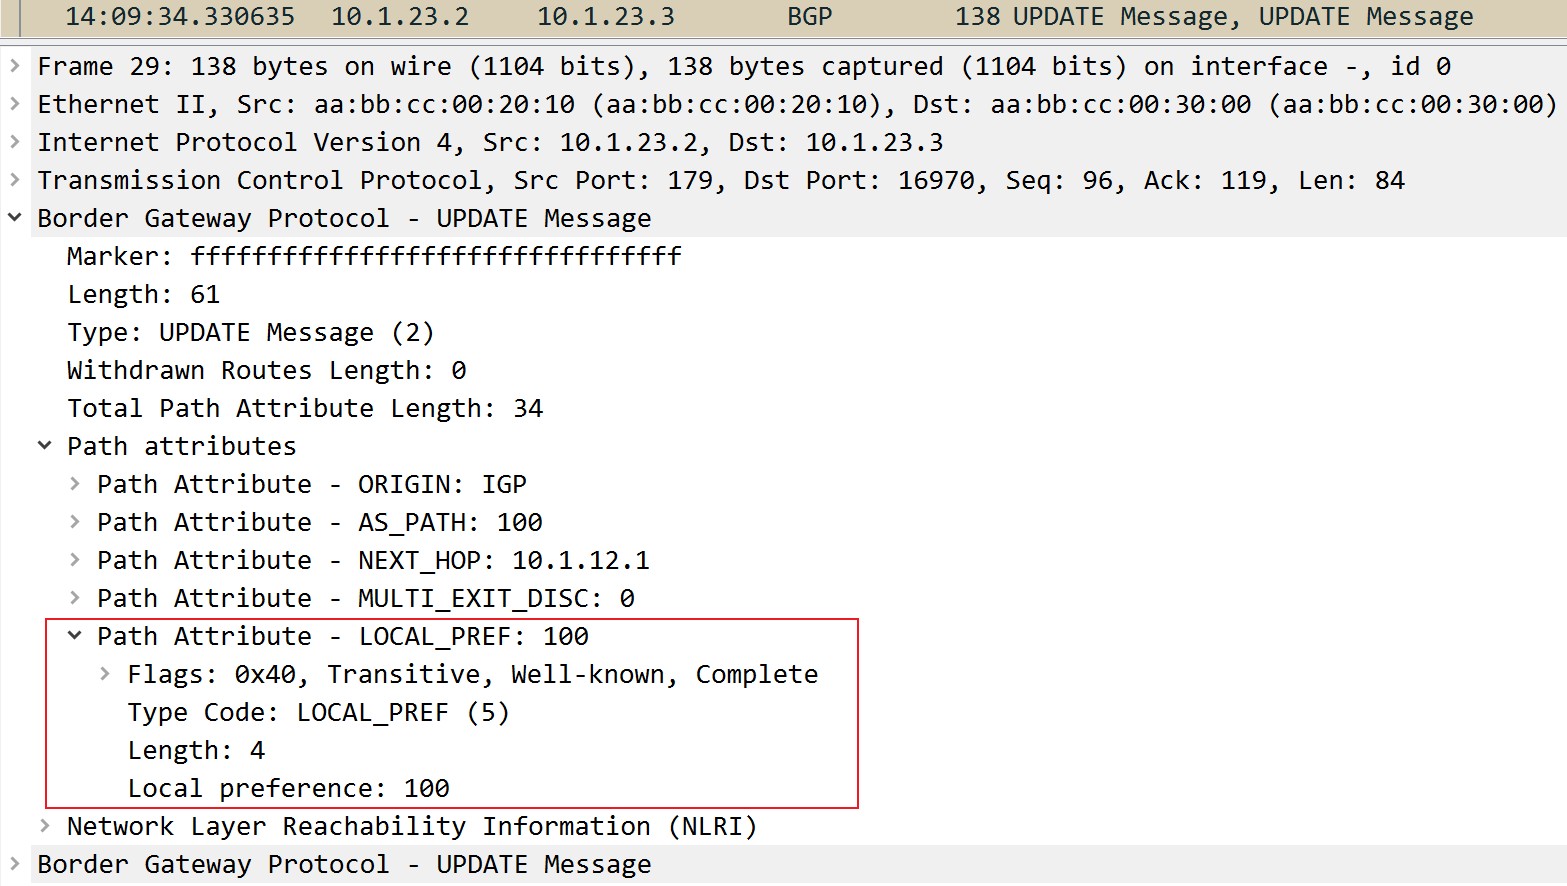 14:09:34.330635 10.1.23.2 10.1.23.3 BGP 138 UPDATE Message, UPDATE Message
Frame 29: 138 bytes on wire (1104 bits), 138 bytes captured (1104 bits) on interface -, id 0
Ethernet II, Src: aa:bb:cc:00:20:10 (aa:bb:cc:00:20:10), Dst: aa:bb:cc:00:30:00 (aa:bb:cc:00:30:00)
Internet Protocol Version 4, Src: 10.1.23.2, Dst: 10.1.23.3
Transmission Control Protocol, Src Port: 179, Dst Port: 16970, Seq: 96, Ack: 119, Len: 84
Border Gateway Protocol - UPDATE Message
Marker: ffffffffffffffffffffffffffffffff
Length: 61
Type: UPDATE Message (2)
Withdrawn Routes Length: 0
Total Path Attribute Length: 34
Path attributes
Path Attribute - ORIGIN: IGP
Path Attribute - AS_PATH: 100
Path Attribute - NEXT_HOP: 10.1.12.1
Path Attribute - MULTI_EXIT_DISC: 0
Path Attribute - LOCAL_PREF: 100
Flags: 0x40, Transitive, Well-known, Complete
Type Code: LOCAL_PREF (5)
Length: 4
Local preference: 100
Network Layer Reachability Information (NLRI)
Border Gateway Protocol - UPDATE Message